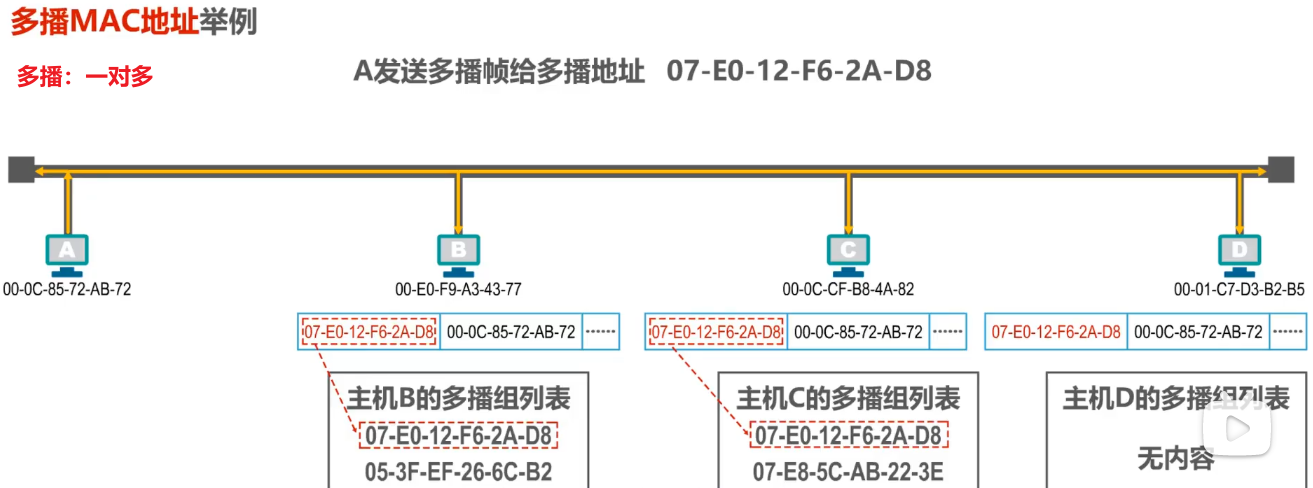 多播MAC地址举例
多播：一对多
A发送多播帧给多播地址 07-E0-12-F6-2A-D8
A
B
C
D
00-0C-85-72-AB-72
00-E0-F9-A3-43-77
00-0C-CF-B8-4A-82
00-01-C7-D3-B2-B5
07-E0-12-F6-2A-D8 00-0C-85-72-AB-72 ······
07-E0-12-F6-2A-D8 00-0C-85-72-AB-72 ······
07-E0-12-F6-2A-D8 00-0C-85-72-AB-72 ······
主机B的多播组列表
07-E0-12-F6-2A-D8
05-3F-EF-26-6C-B2
主机C的多播组列表
07-E0-12-F6-2A-D8
07-E8-5C-AB-22-3E
主机D的多播组列表
无内容